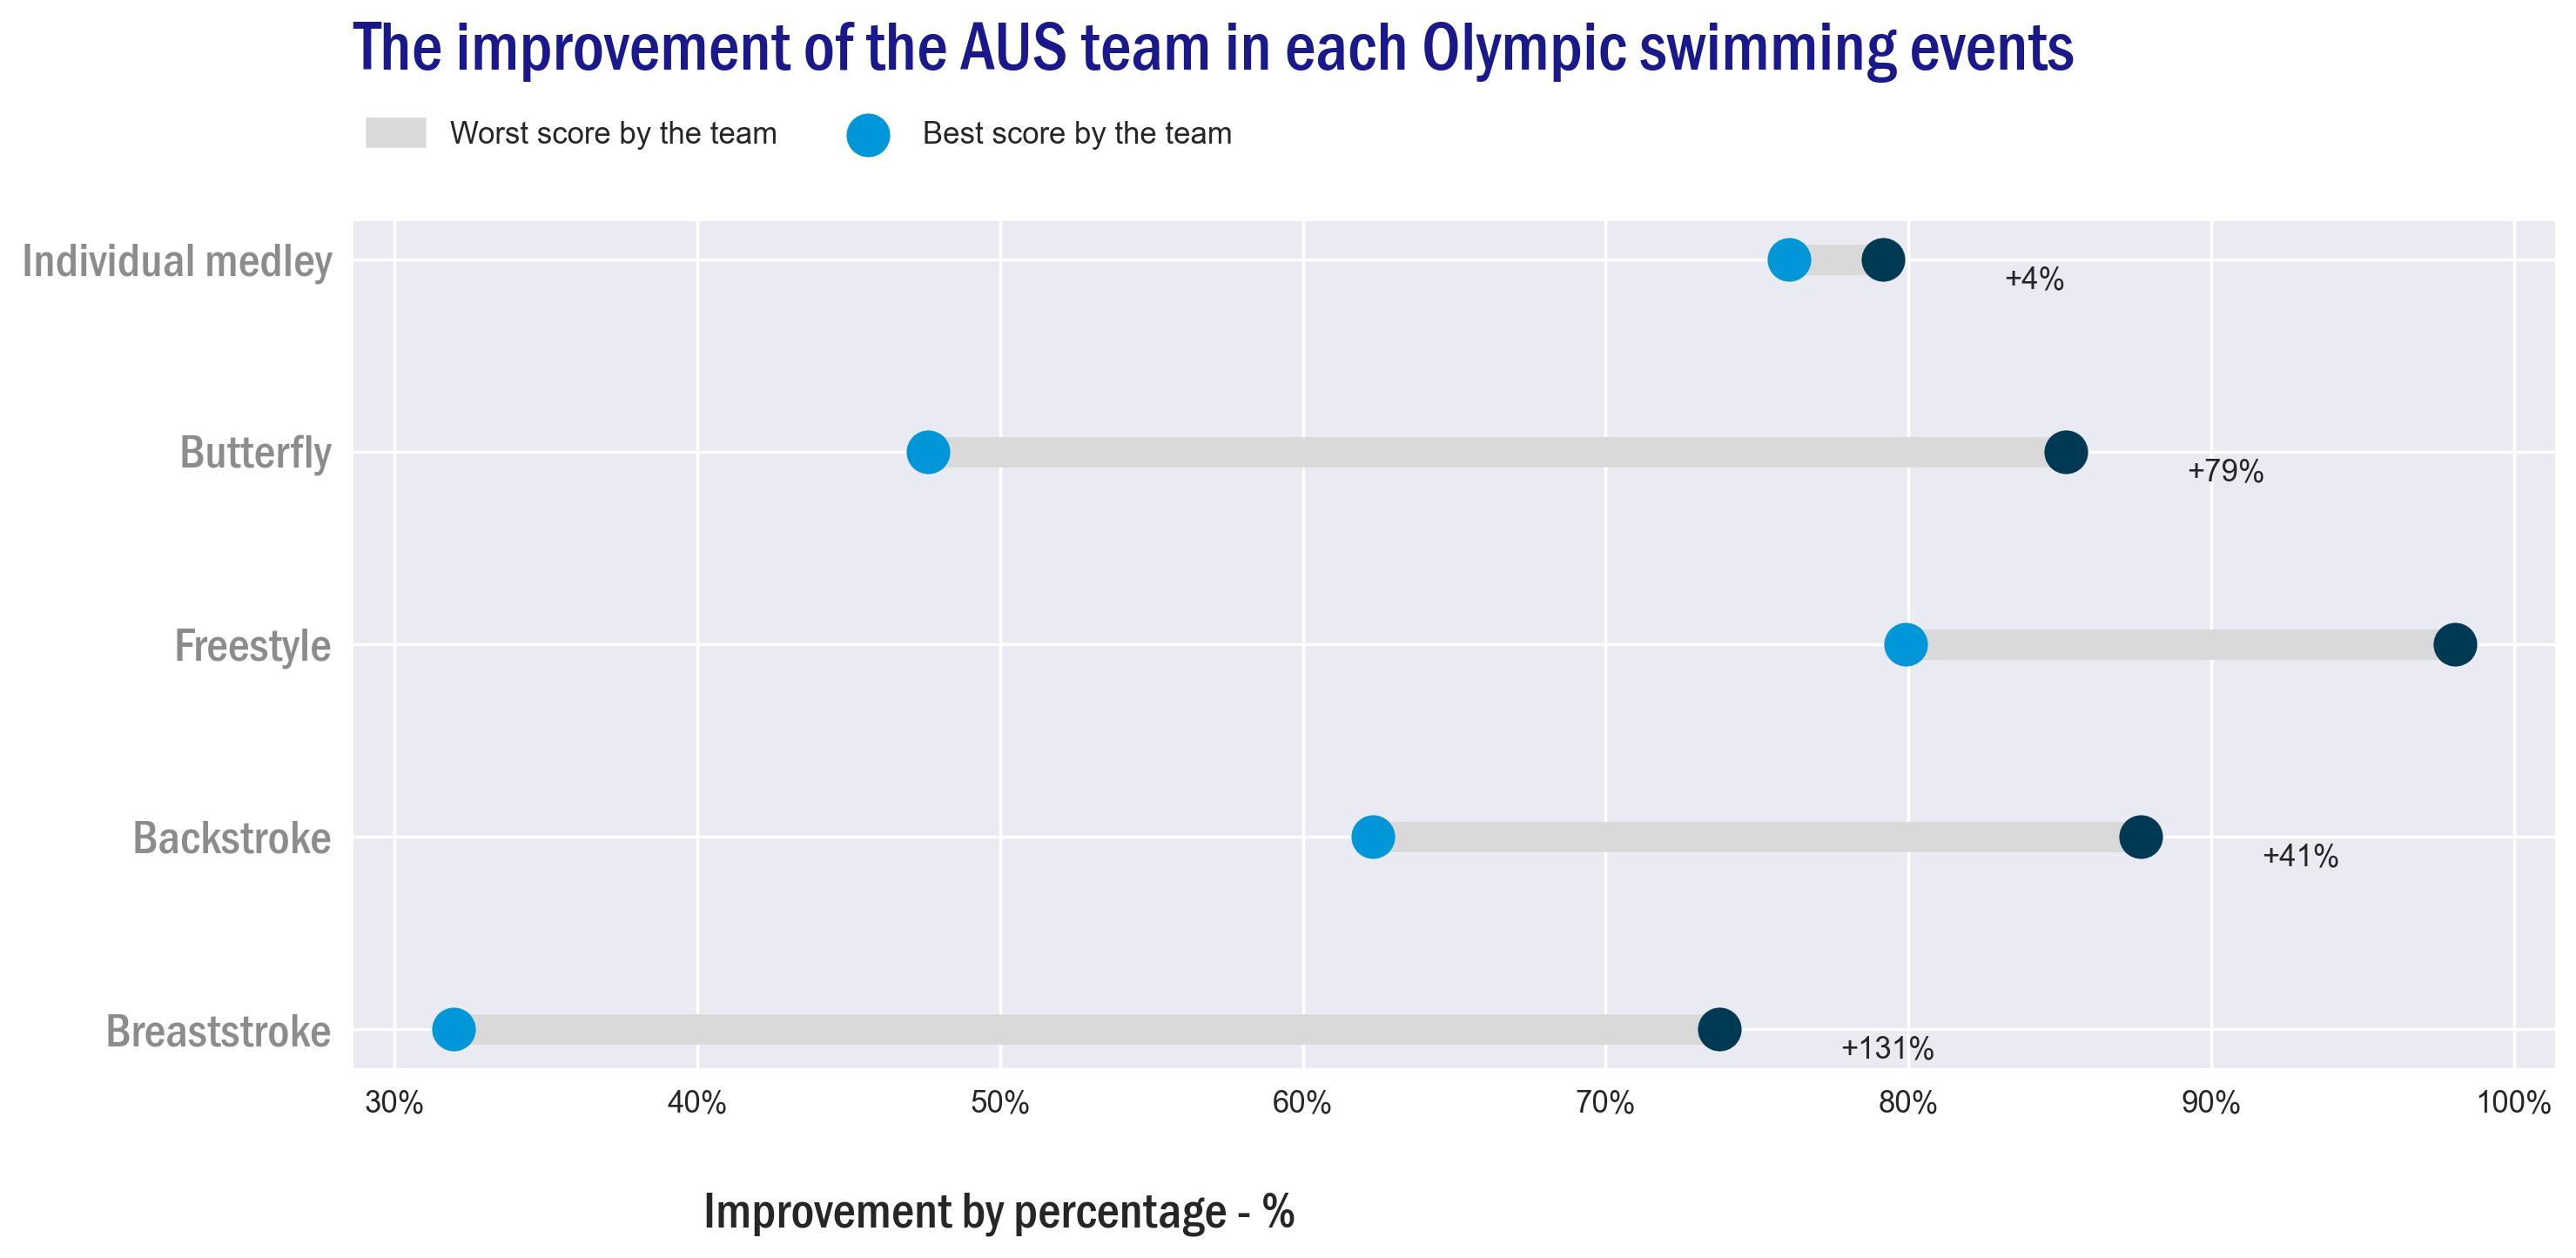 The improvement of the AUS team in each Olympic swimming events
Worst score by the team
Best score by the team
Individual medley
+4%
Butterfly
+79%
Freestyle
Backstroke
+41%
Breaststroke
+131%
30% 40% 50% 60% 70% 80% 90% 100%
Improvement by percentage - %